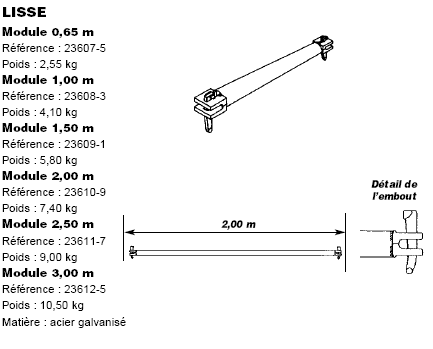 LISSE
Module 0,65 m
Référence : 23607-5
Poids : 2,55 kg
Module 1,00 m
Référence : 23608-3
Poids : 4,10 kg
Module 1,50 m
Référence : 23609-1
Poids : 5,80 kg
Module 2,00 m
Référence : 23610-9
Poids : 7,40 kg
Module 2,50 m
Référence : 23611-7
Poids : 9,00 kg
Module 3,00 m
Référence : 23612-5
Poids : 10,50 kg
Matière : acier galvanisé
2,00 m
Détail de
l'embout